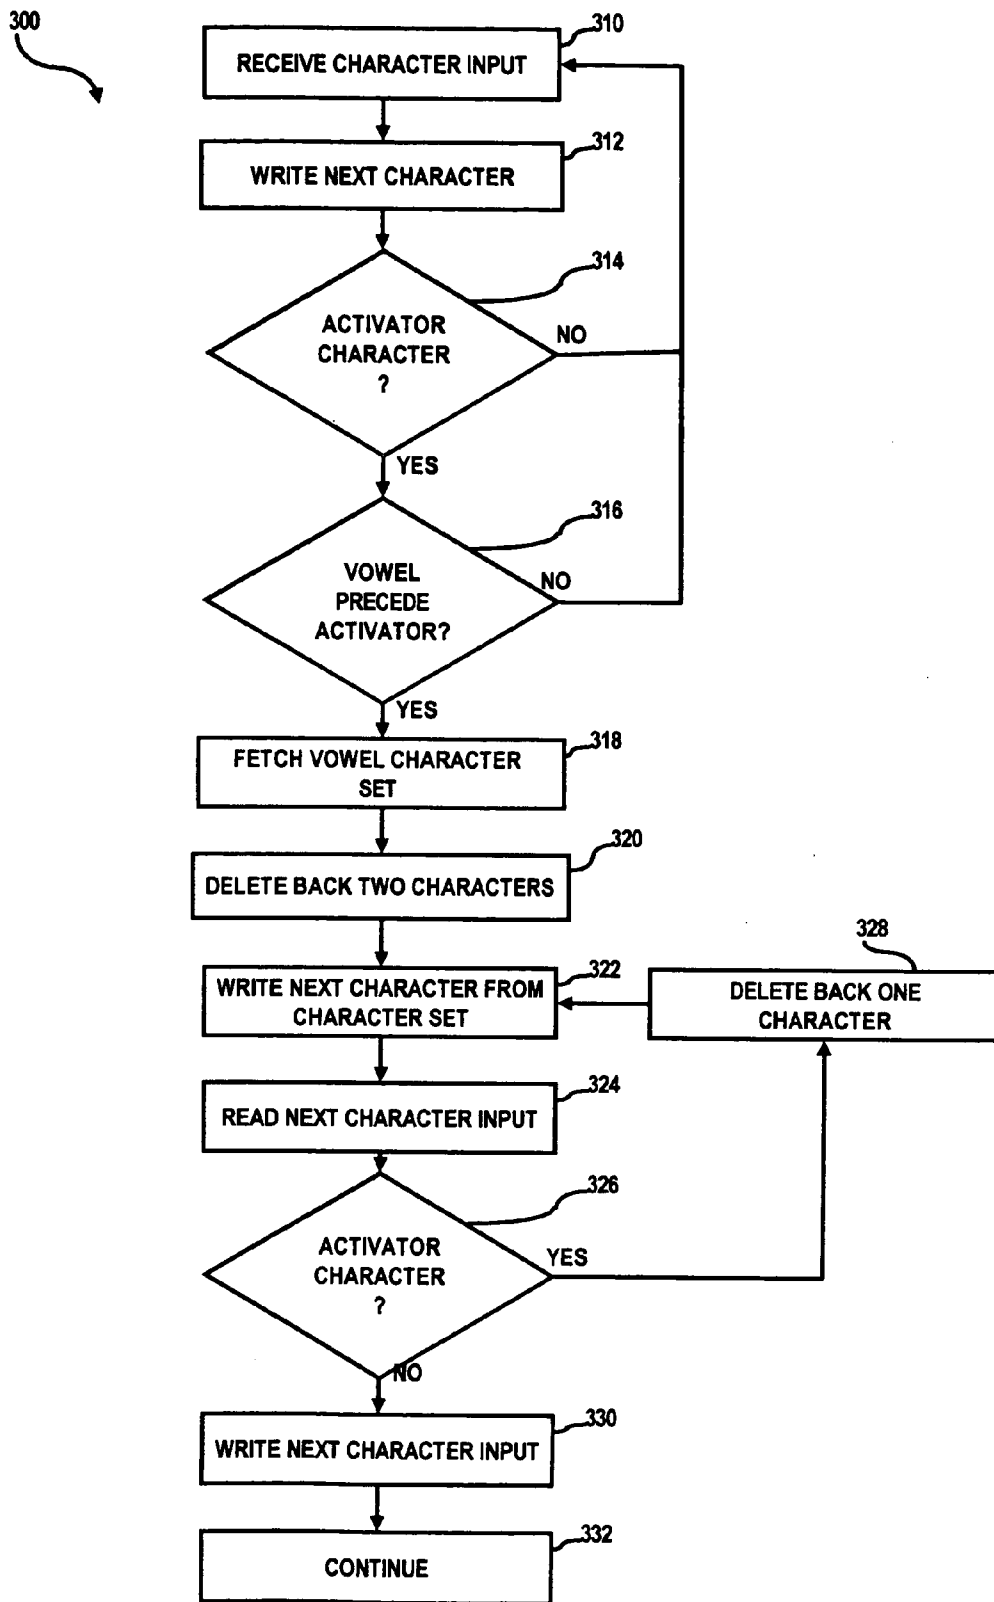 300
310
RECEIVE CHARACTER INPUT
312
WRITE NEXT CHARACTER
314
ACTIVATOR
CHARACTER
?
NO
YES
316
VOWEL
PRECEDE
ACTIVATOR?
NO
YES
318
FETCH VOWEL CHARACTER
SET
320
DELETE BACK TWO CHARACTERS
322
WRITE NEXT CHARACTER FROM
CHARACTER SET
328
DELETE BACK ONE
CHARACTER
324
READ NEXT CHARACTER INPUT
326
ACTIVATOR
CHARACTER
?
YES
NO
330
WRITE NEXT CHARACTER INPUT
332
CONTINUE